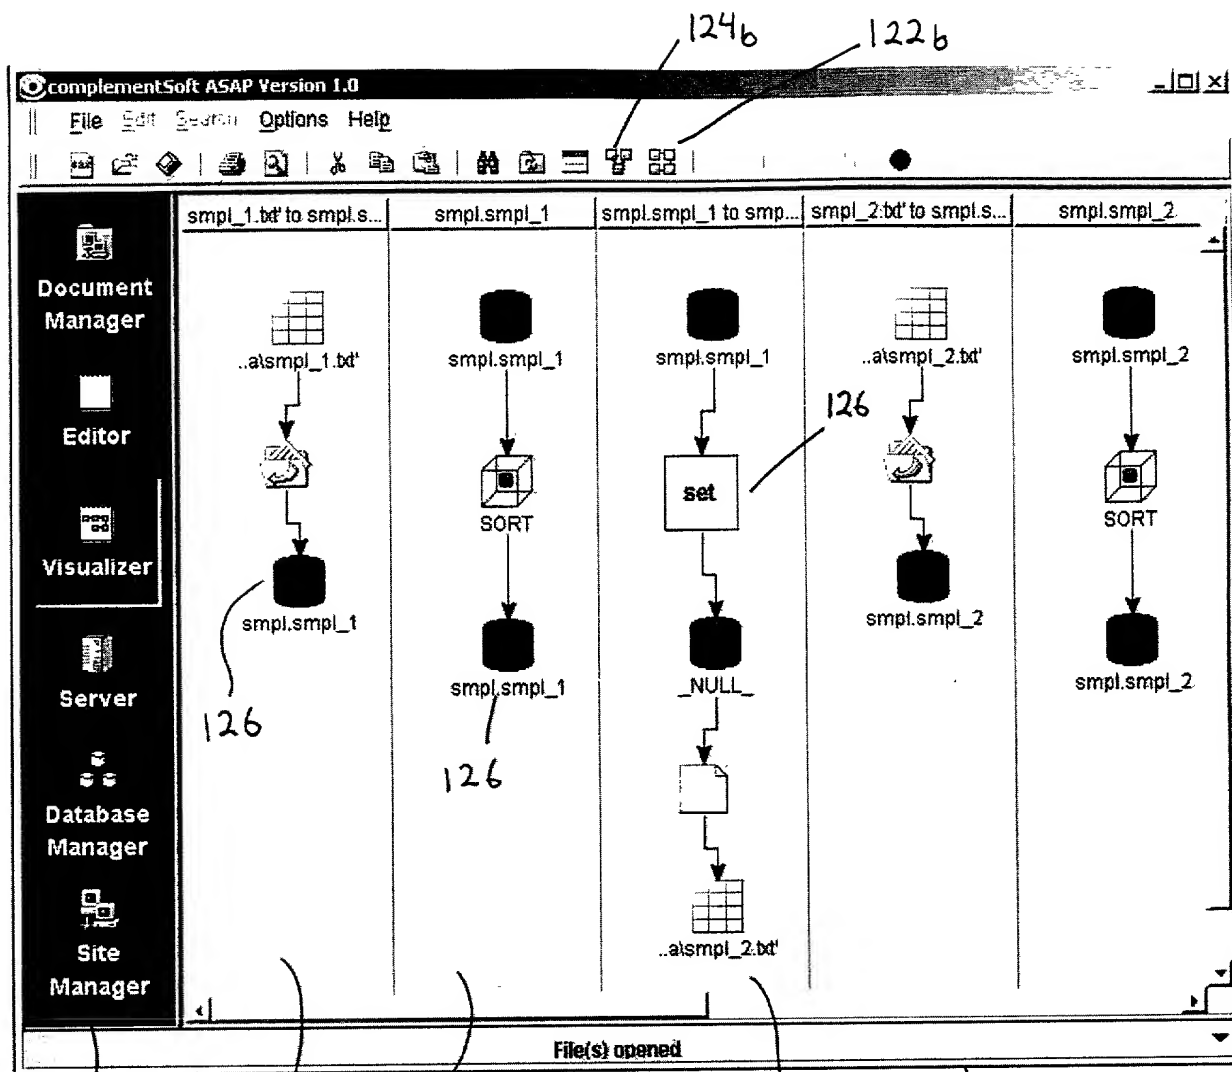 124b
122b
complementSoft ASAP Version 1.0
File Edit Search Options Help
Document
Manager
Editor
Visualizer
Server
Database
Manager
Site
Manager
smpl_1.txt' to smpl.s...
smpl.smpl_1
smpl.smpl_1 to smp...
smpl_2.txt' to smpl.s...
smpl.smpl_2
..a\smpl_1.txt'
smpl.smpl_1
126
smpl.smpl_1
SORT
smpl.smpl_1
126
smpl.smpl_1
set
126
_NULL_
..a\smpl_2.txt'
..a\smpl_2.txt'
smpl.smpl_2
smpl.smpl_2
SORT
smpl.smpl_2
File(s) opened